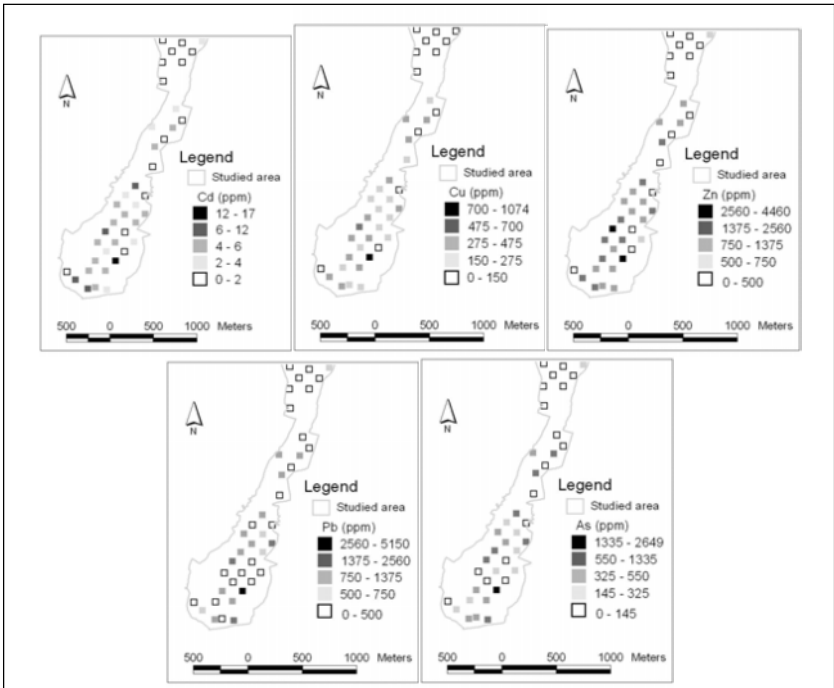 N
Legend
Studied area
Cd (ppm)
12 - 17
6 - 12
4 - 6
2 - 4
0 - 2
500 0 500 1000 Meters
N
Legend
Studied area
Cu (ppm)
700 - 1074
475 - 700
275 - 475
150 - 275
0 - 150
500 0 500 1000 Meters
N
Legend
Studied area
Zn (ppm)
2560 - 4460
1375 - 2560
750 - 1375
500 - 750
0 - 500
500 0 500 1000 Meters
N
Legend
Studied area
Pb (ppm)
2560 - 5150
1375 - 2560
750 - 1375
500 - 750
0 - 500
500 0 500 1000 Meters
N
Legend
Studied area
As (ppm)
1335 - 2649
550 - 1335
325 - 550
145 - 325
0 - 145
500 0 500 1000 Meters